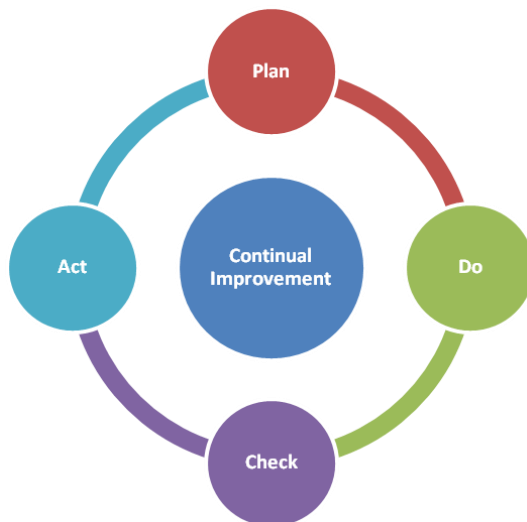 Plan
Do
Check
Act
Continual
Improvement